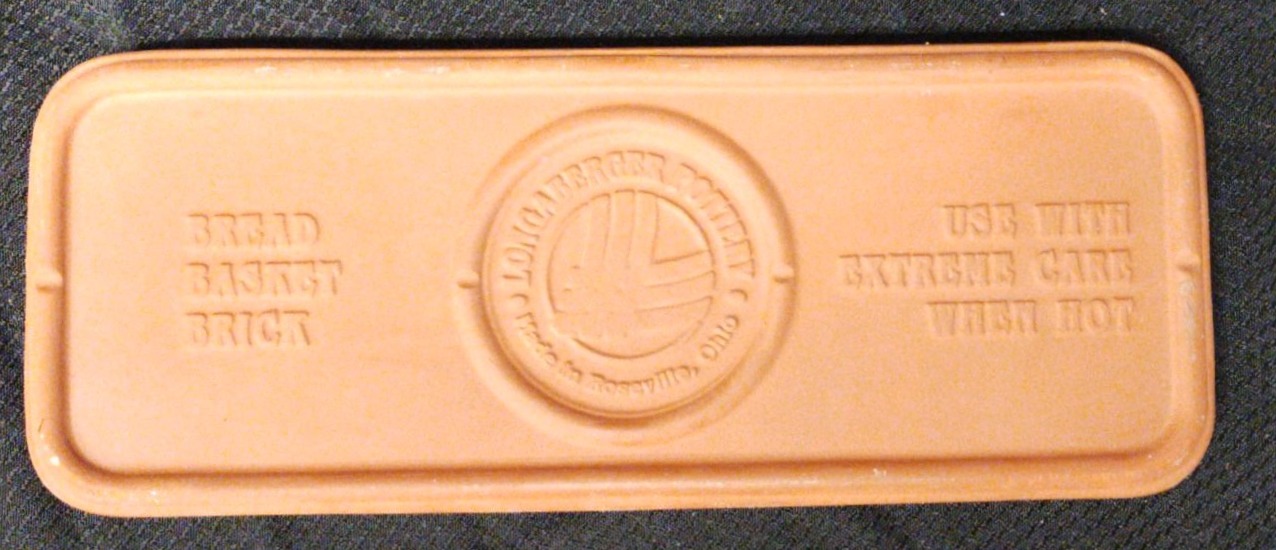 BREAD
BASKET
BRICK
LONGABERGER POTTERY
Made in Roseville, Ohio
USE WITH
EXTREME CARE
WHEN HOT